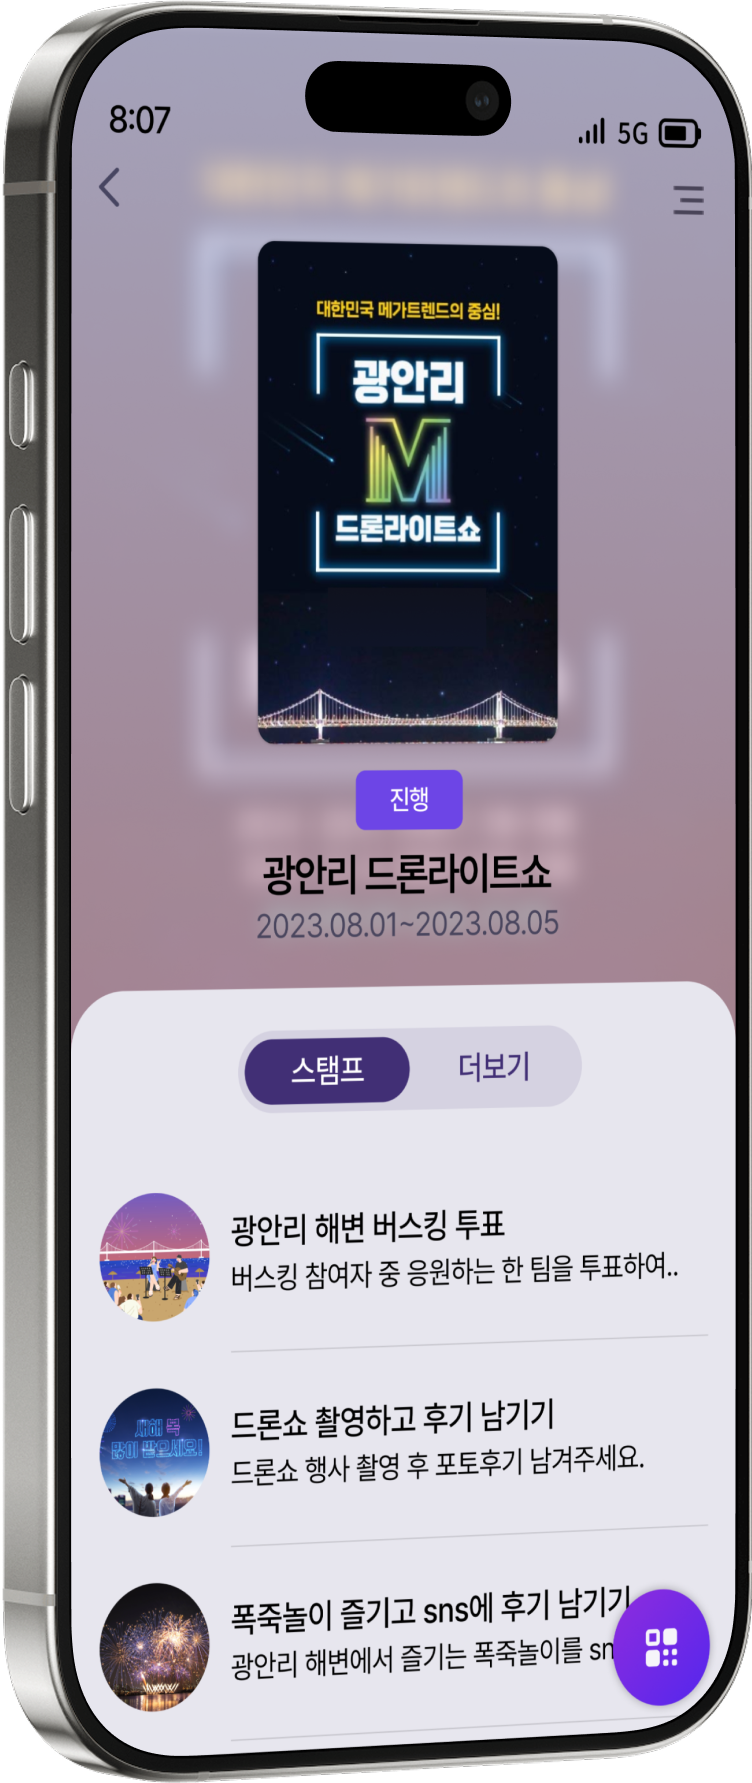 8:07
5G
대한민국 메가트렌드의 중심!
광안리
M
드론라이트쇼
진행
광안리 드론라이트쇼
2023.08.01~2023.08.05
스탬프 더보기
광안리 해변 버스킹 투표
버스킹 참여자 중 응원하는 한 팀을 투표하여..
새해 복
많이 받으세요!
드론쇼 촬영하고 후기 남기기
드론쇼 행사 촬영 후 포토후기 남겨주세요.
폭죽놀이 즐기고 sns에 후기 남기기
광안리 해변에서 즐기는 폭죽놀이를 sn